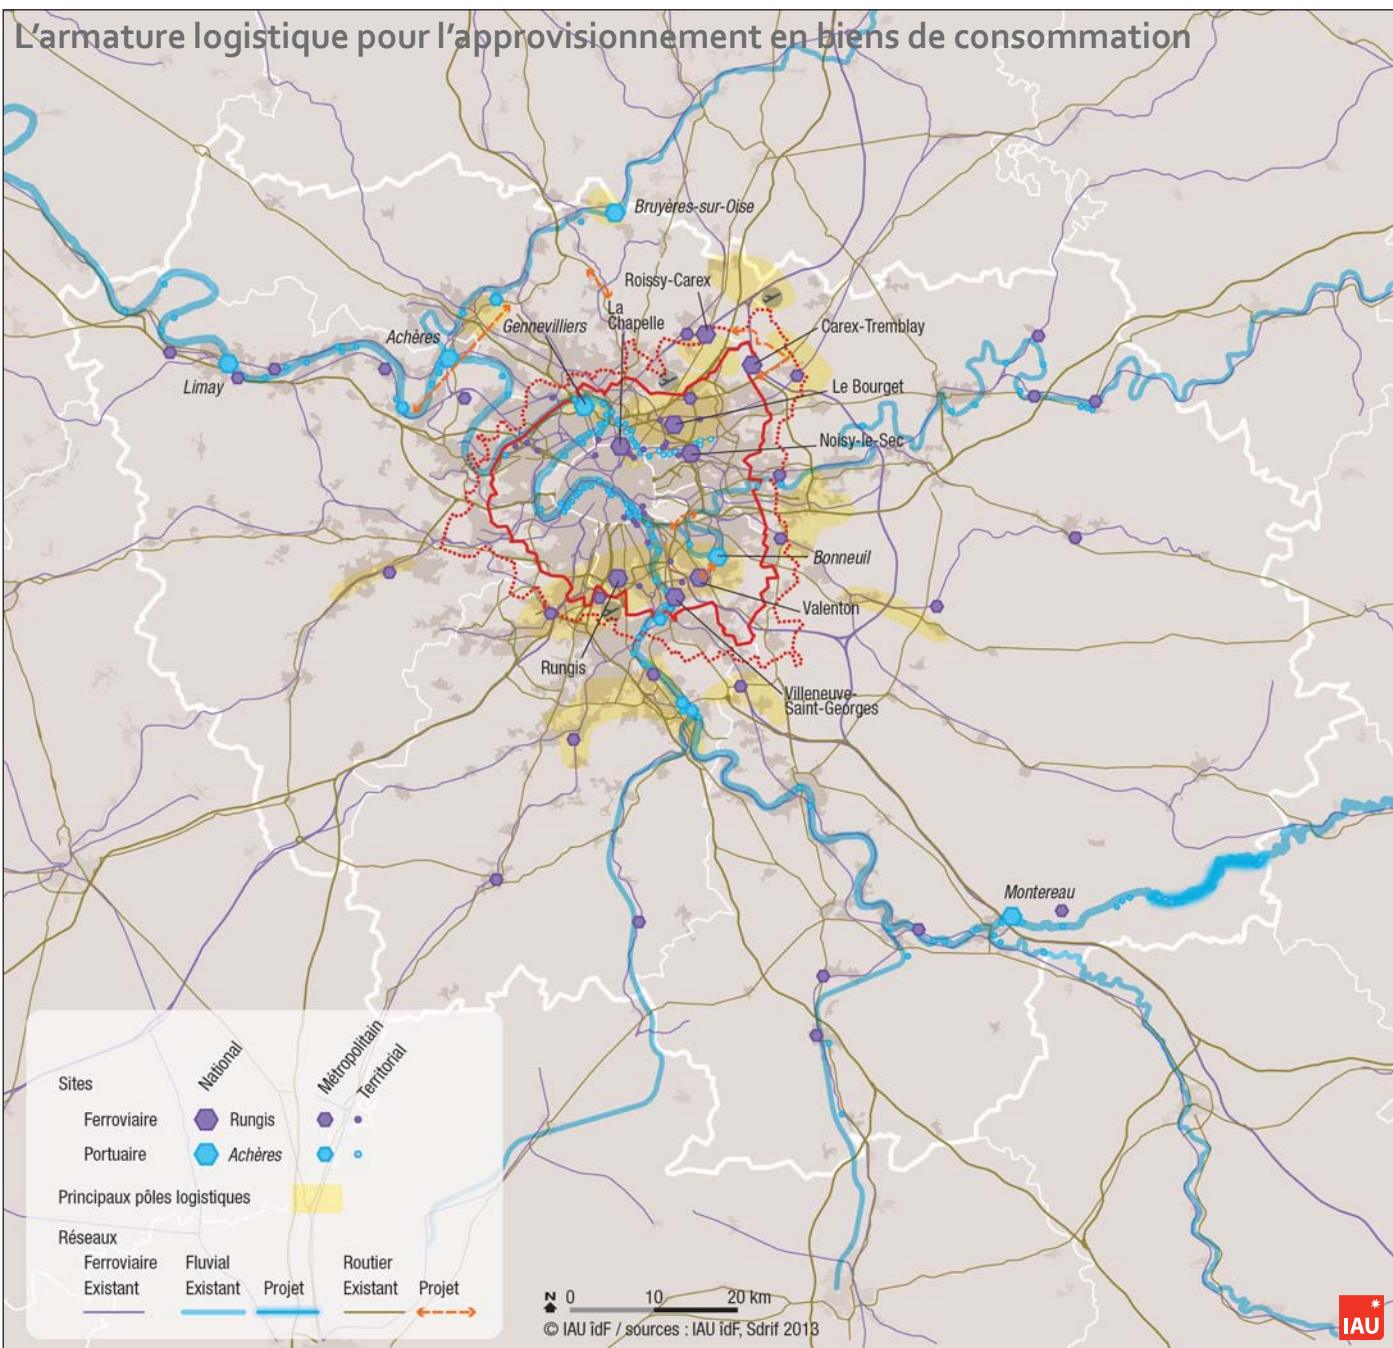 L'armature logistique pour l'approvisionnement en biens de consommation
Bruyères-sur-Oise
Roissy-Carex
La
Chapelle
Gennevilliers
Achères
Carex-Tremblay
Limay
Le Bourget
Noisy-le-Sec
Bonneuil
Valenton
Rungis
Villeneuve-
Saint-Georges
Montereau
National
Métropolitain
Territorial
Sites
Ferroviaire
Rungis
Portuaire
Achères
Principaux pôles logistiques
Réseaux
Ferroviaire
Fluvial
Routier
Existant
Existant
Projet
Existant
Projet
N
0 10 20 km
© IAU îdF / sources : IAU îdF, Sdrif 2013
IAU